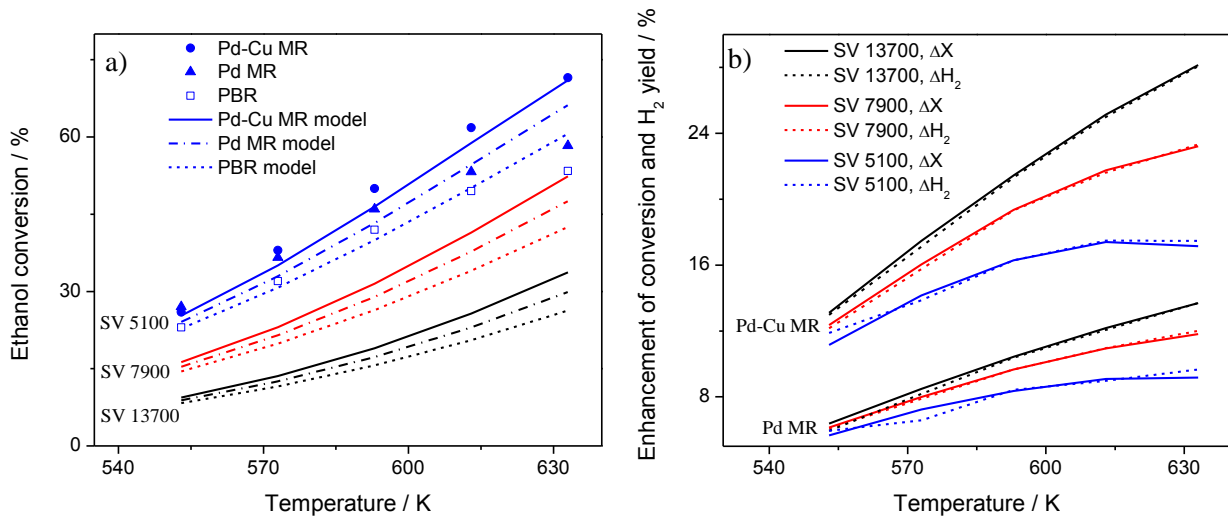 a)
Pd-Cu MR
Pd MR
PBR
Pd-Cu MR model
Pd MR model
PBR model
SV 5100
SV 7900
SV 13700
Ethanol conversion / %
60
30
0
540
570
600
630
Temperature / K
b)
SV 13700, ΔX
SV 13700, ΔH₂
SV 7900, ΔX
SV 7900, ΔH₂
SV 5100, ΔX
SV 5100, ΔH₂
Pd-Cu MR
Pd MR
Enhancement of conversion and H₂ yield / %
24
16
8
540
570
600
630
Temperature / K